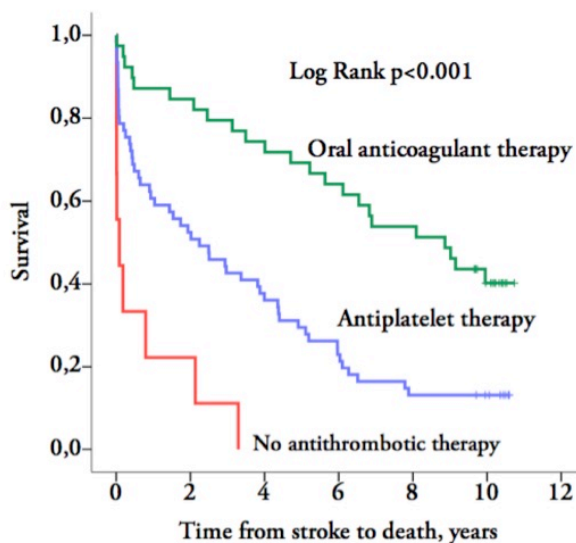 1,0
Log Rank p<0.001
Oral anticoagulant therapy
0,8
0,6
Survival
0,4
Antiplatelet therapy
0,2
No antithrombotic therapy
0,0
0 2 4 6 8 10 12
Time from stroke to death, years